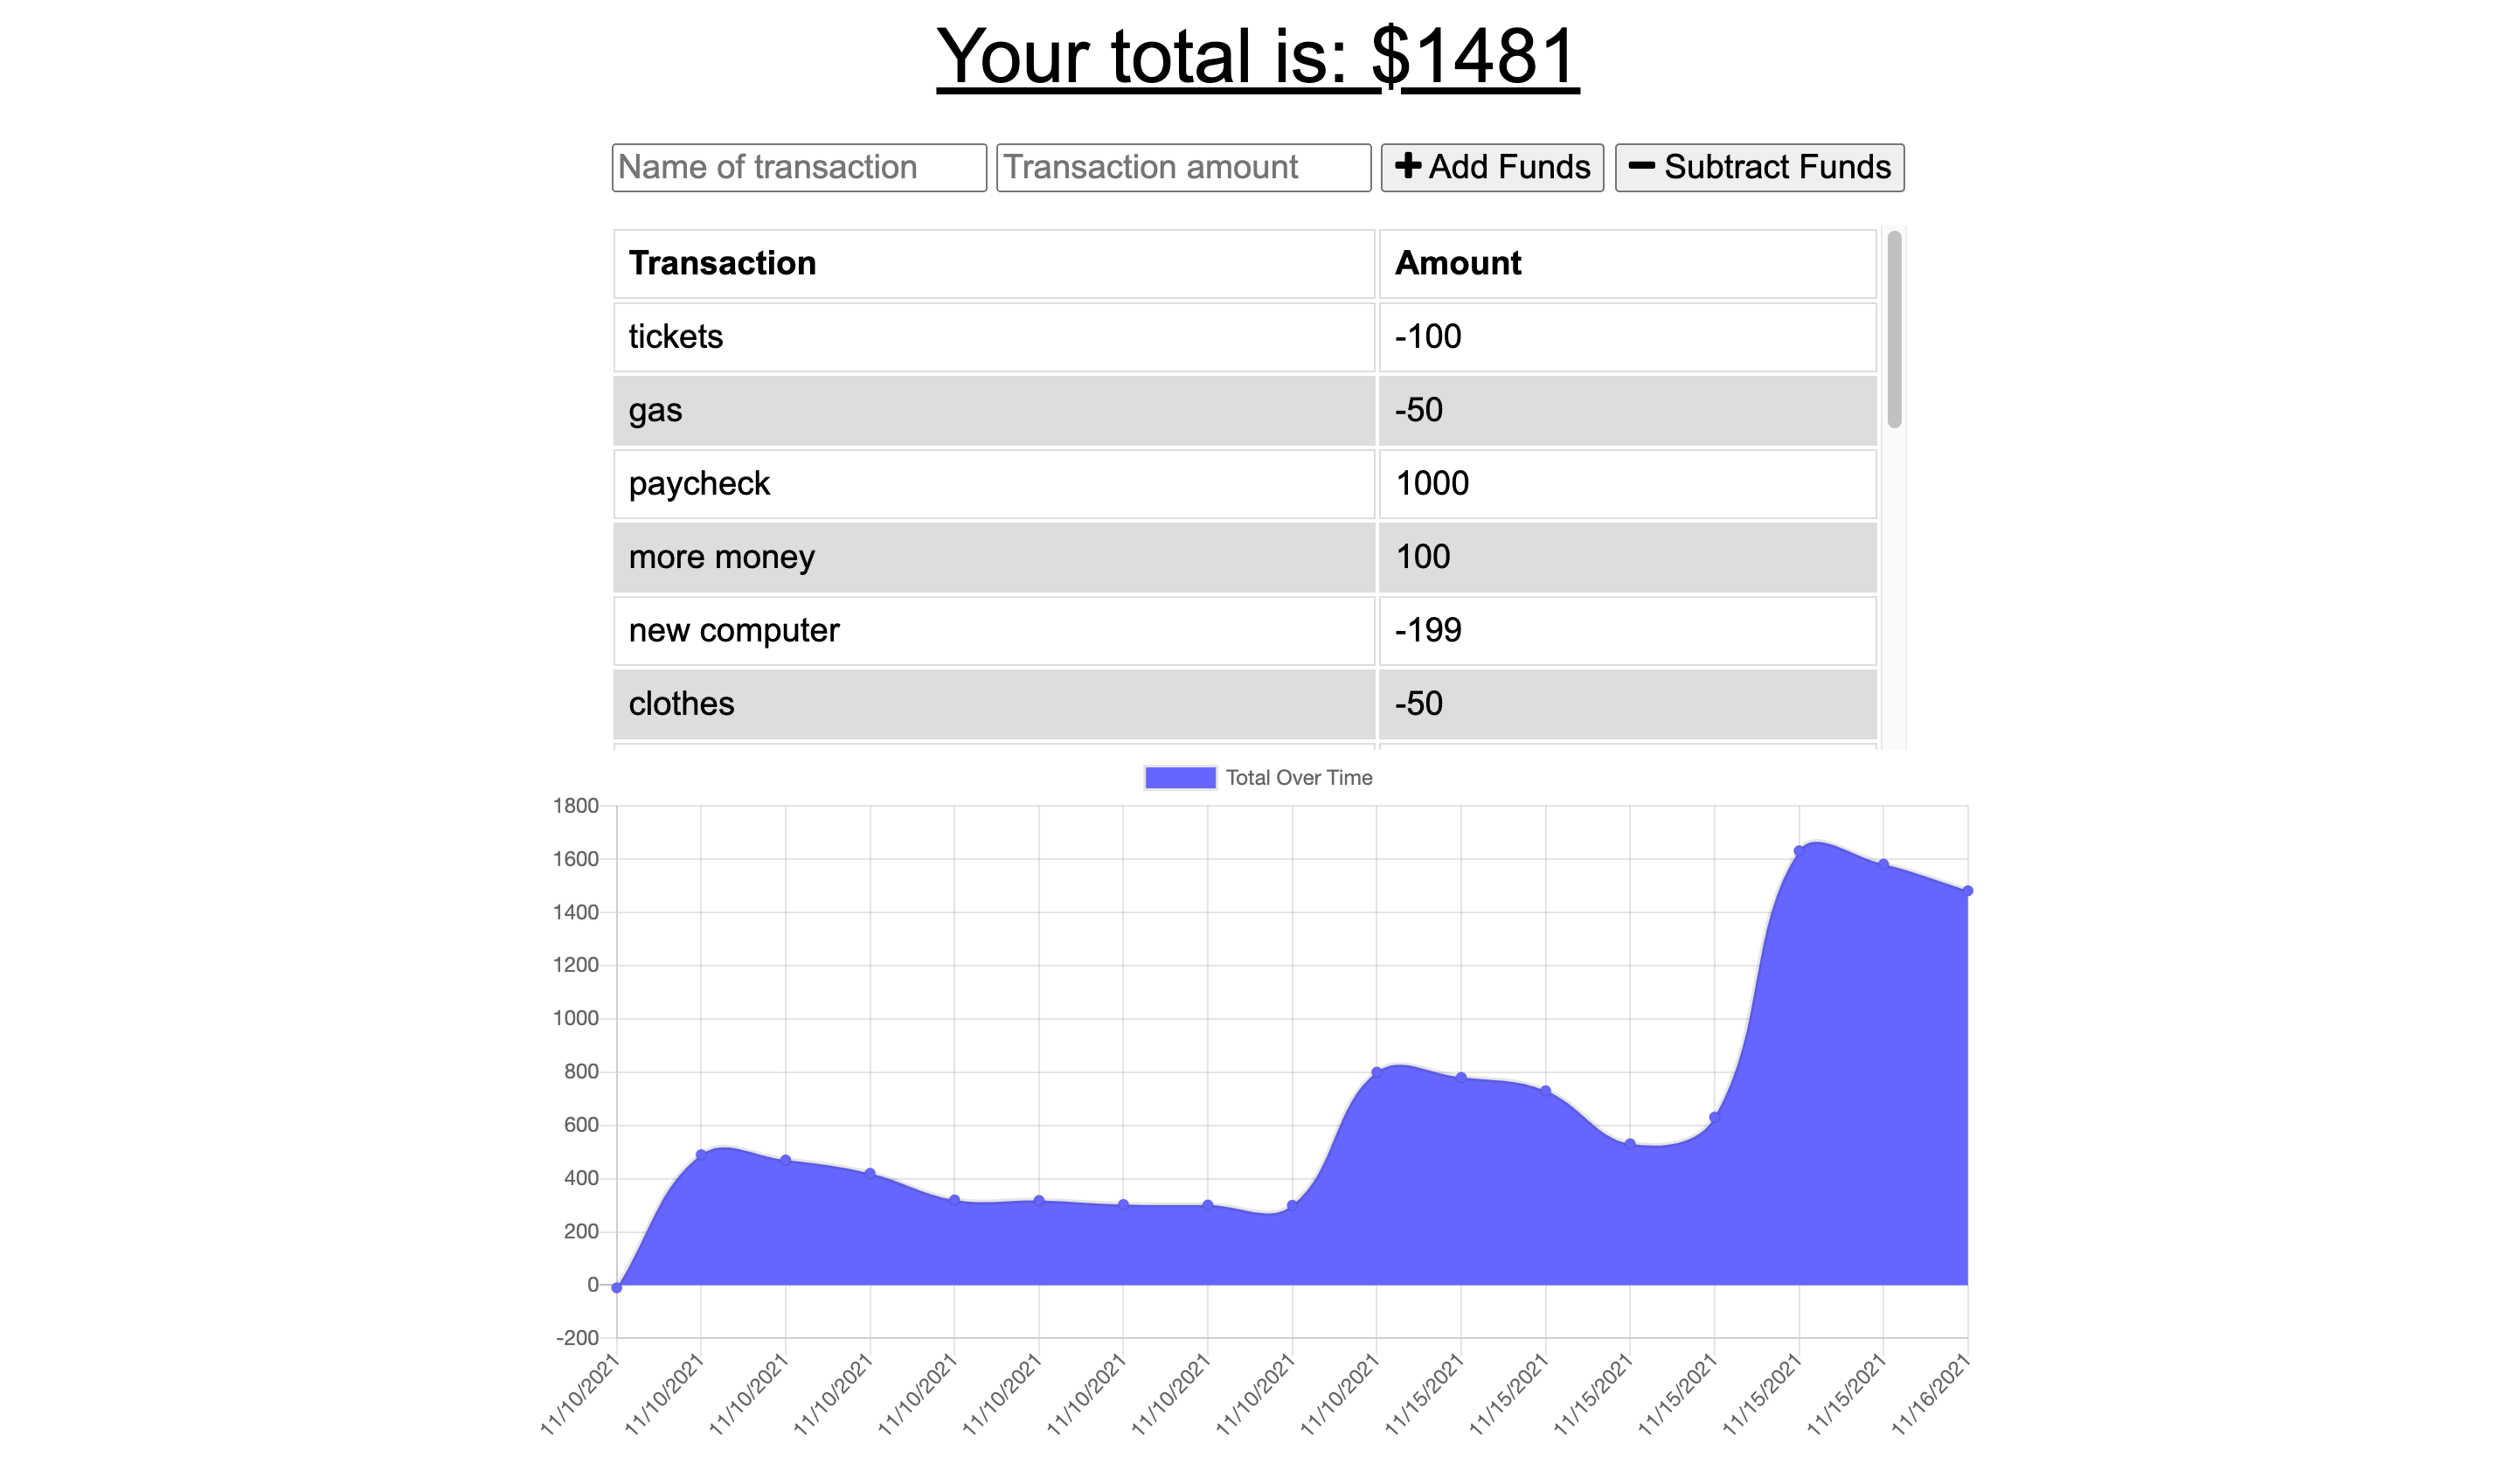 Your total is: $1481
Name of transaction Transaction amount Add Funds Subtract Funds
Transaction Amount
tickets -100
gas -50
paycheck 1000
more money 100
new computer -199
clothes -50
Total Over Time
1800
1600
1400
1200
1000
800
600
400
200
0
-200
11/10/2021 11/10/2021 11/10/2021 11/10/2021 11/10/2021 11/10/2021 11/10/2021 11/10/2021 11/10/2021 11/10/2021 11/15/2021 11/15/2021 11/15/2021 11/15/2021 11/15/2021 11/15/2021 11/16/2021